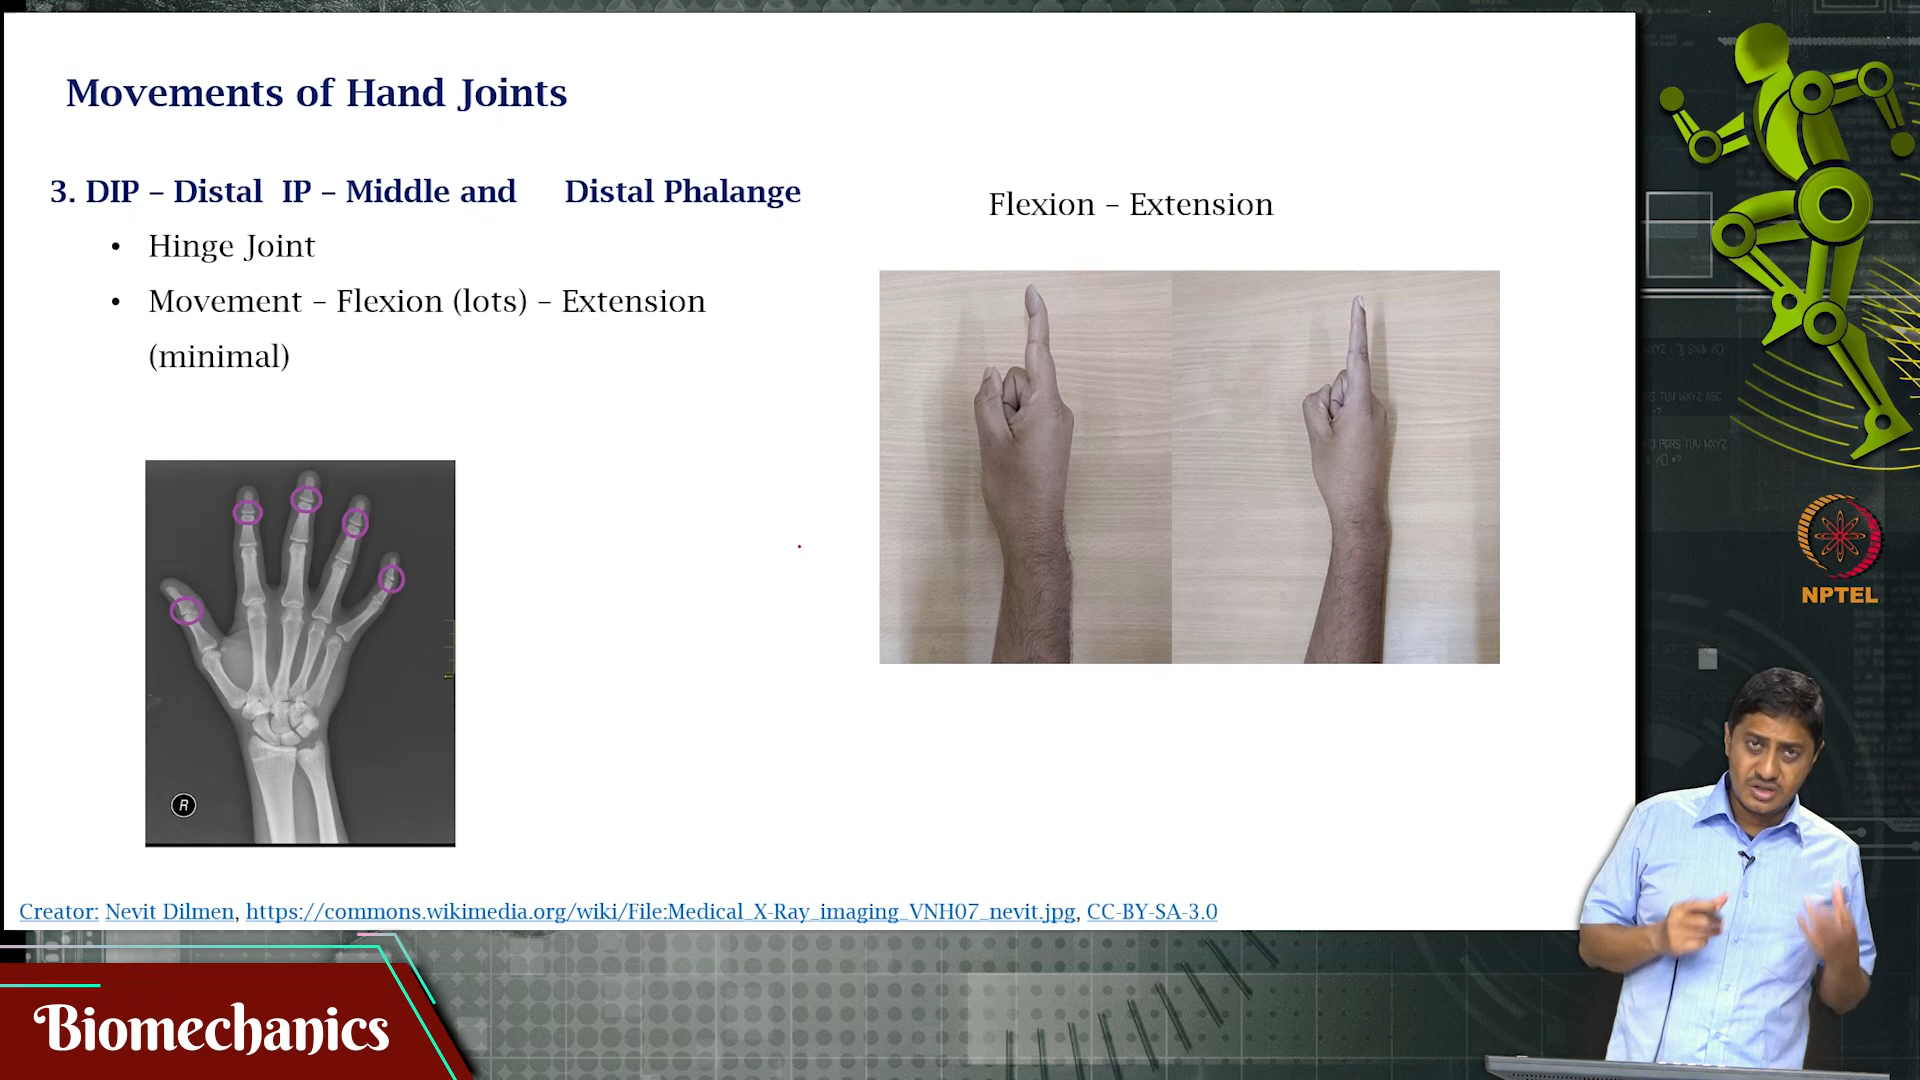 Movements of Hand Joints
3. DIP – Distal IP – Middle and Distal Phalange
• Hinge Joint
• Movement – Flexion (lots) – Extension
(minimal)
Flexion – Extension
R
Creator: Nevit Dilmen, https://commons.wikimedia.org/wiki/File:Medical_X-Ray_imaging_VNH07_nevit.jpg, CC-BY-SA-3.0
NPTEL
Biomechanics